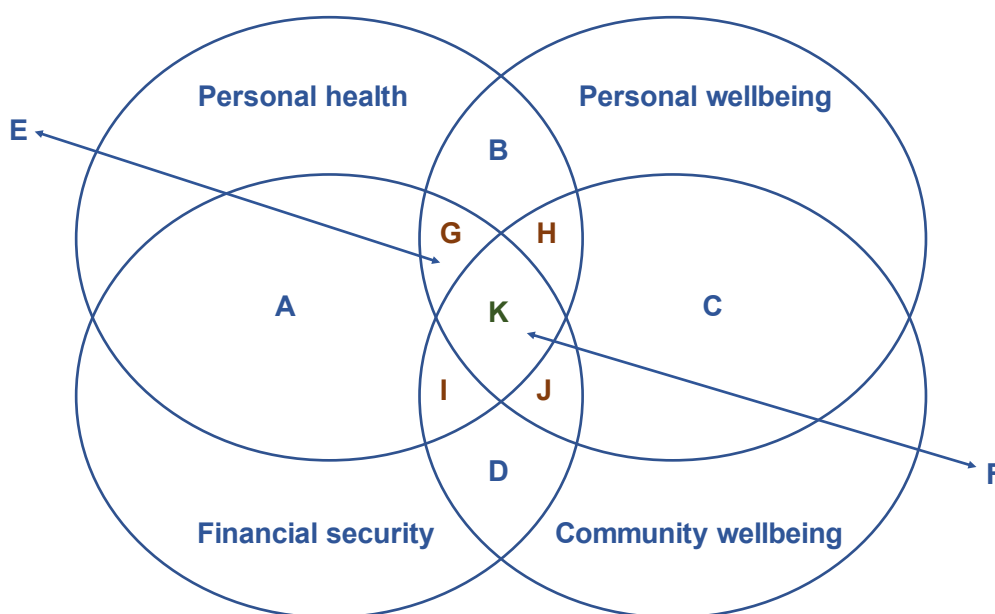 Personal health
Personal wellbeing
E
B
G
H
A
K
C
I
J
D
F
Financial security
Community wellbeing